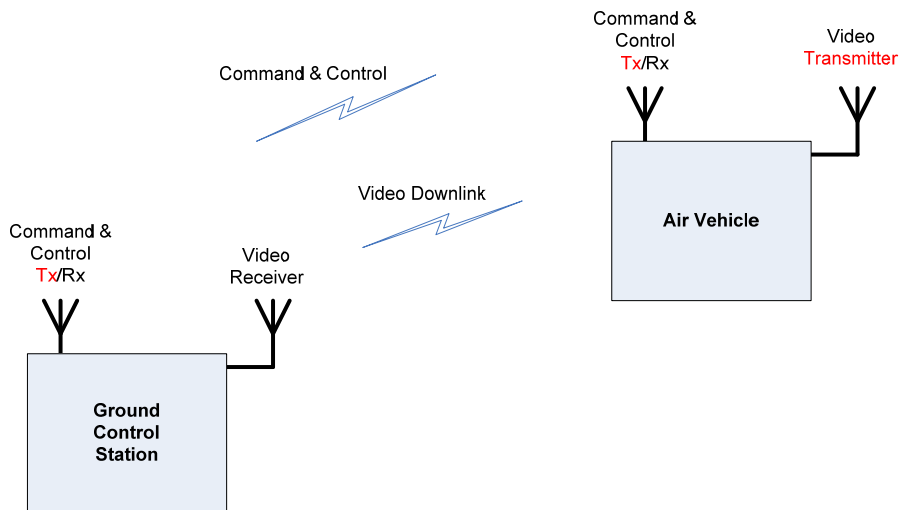 Command &
Control
Tx/Rx
Video
Transmitter
Command & Control
Air Vehicle
Video Downlink
Command &
Control
Tx/Rx
Video
Receiver
Ground
Control
Station